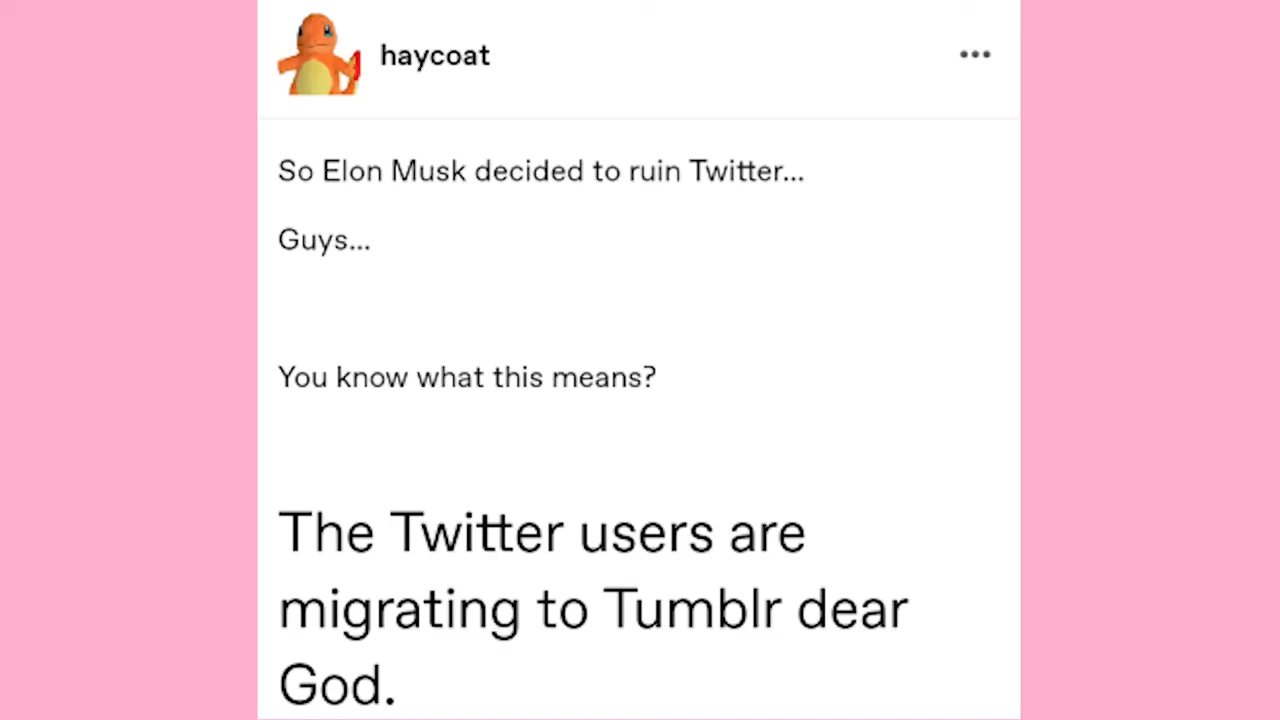 haycoat
So Elon Musk decided to ruin Twitter...
Guys...
You know what this means?
The Twitter users are
migrating to Tumblr dear
God.